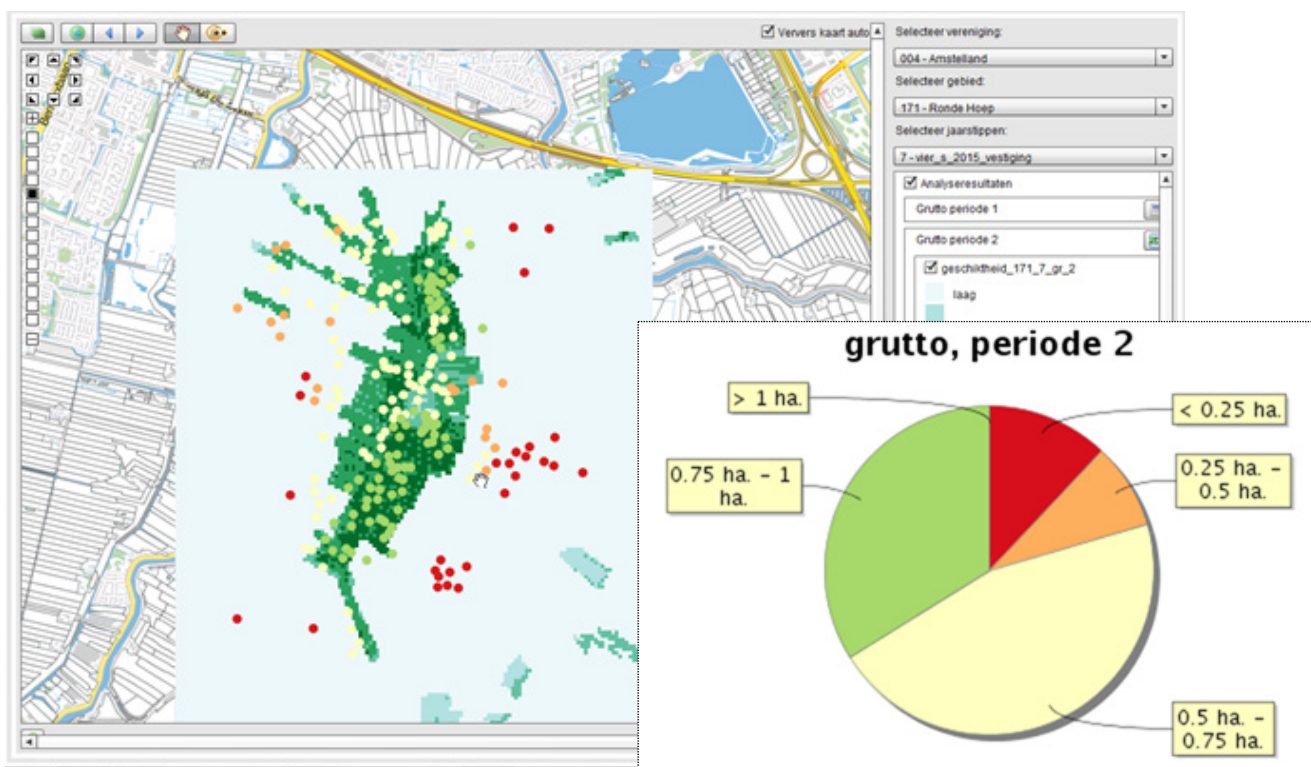 Ververs kaart auto
Selecteer vereniging:
004 - Amstelland
Selecteer gebied:
171 - Ronde Hoep
Selecteer jaarstippen:
7 - vier_s_2015_vestiging
Analyseresultaten
Grutto periode 1
Grutto periode 2
geschiktheid_171_7_gr_2
laag
grutto, periode 2
> 1 ha.
< 0.25 ha.
0.75 ha. - 1
ha.
0.25 ha. -
0.5 ha.
0.5 ha. -
0.75 ha.